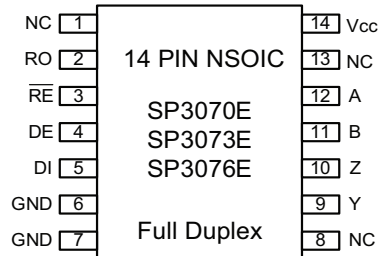 NC 1 14 Vcc
RO 2 14 PIN NSOIC 13 NC
RE 3 12 A
SP3070E
DE 4 SP3073E 11 B
DI 5 SP3076E 10 Z
GND 6 9 Y
GND 7 Full Duplex 8 NC